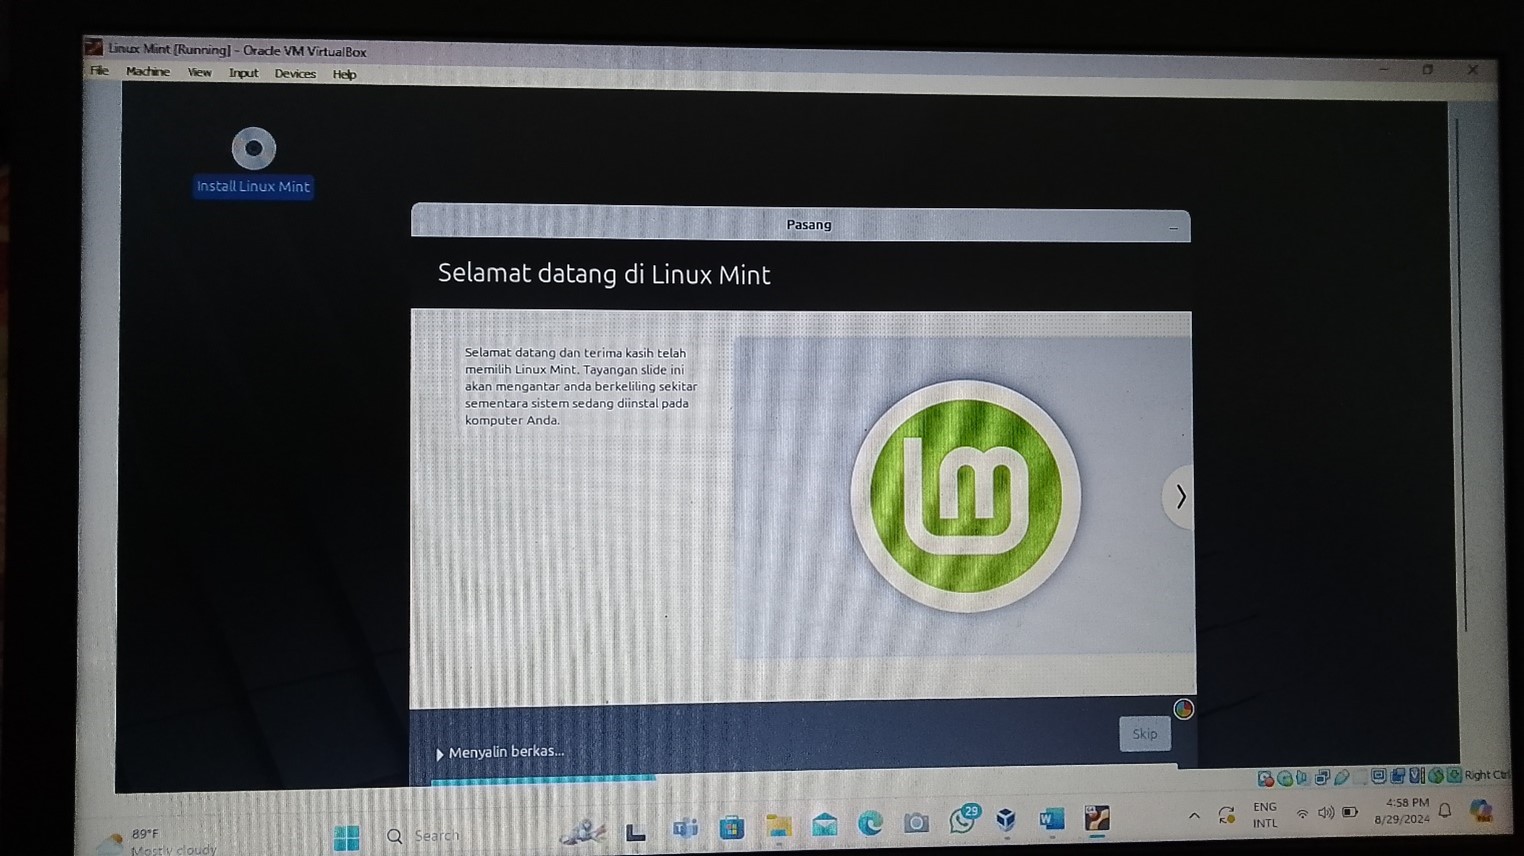 Linux Mint [Running] - Oracle VM VirtualBox
File Machine View Input Devices Help
Install Linux Mint
Pasang
Selamat datang di Linux Mint
Selamat datang dan terima kasih telah
memilih Linux Mint. Tayangan slide ini
akan mengantar anda berkeliling sekitar
sementara sistem sedang diinstal pada
komputer Anda.
Skip
Menyalin berkas...
Right Ctrl
89°F
Mostly cloudy
Search
29
ENG
INTL
4:58 PM
8/29/2024